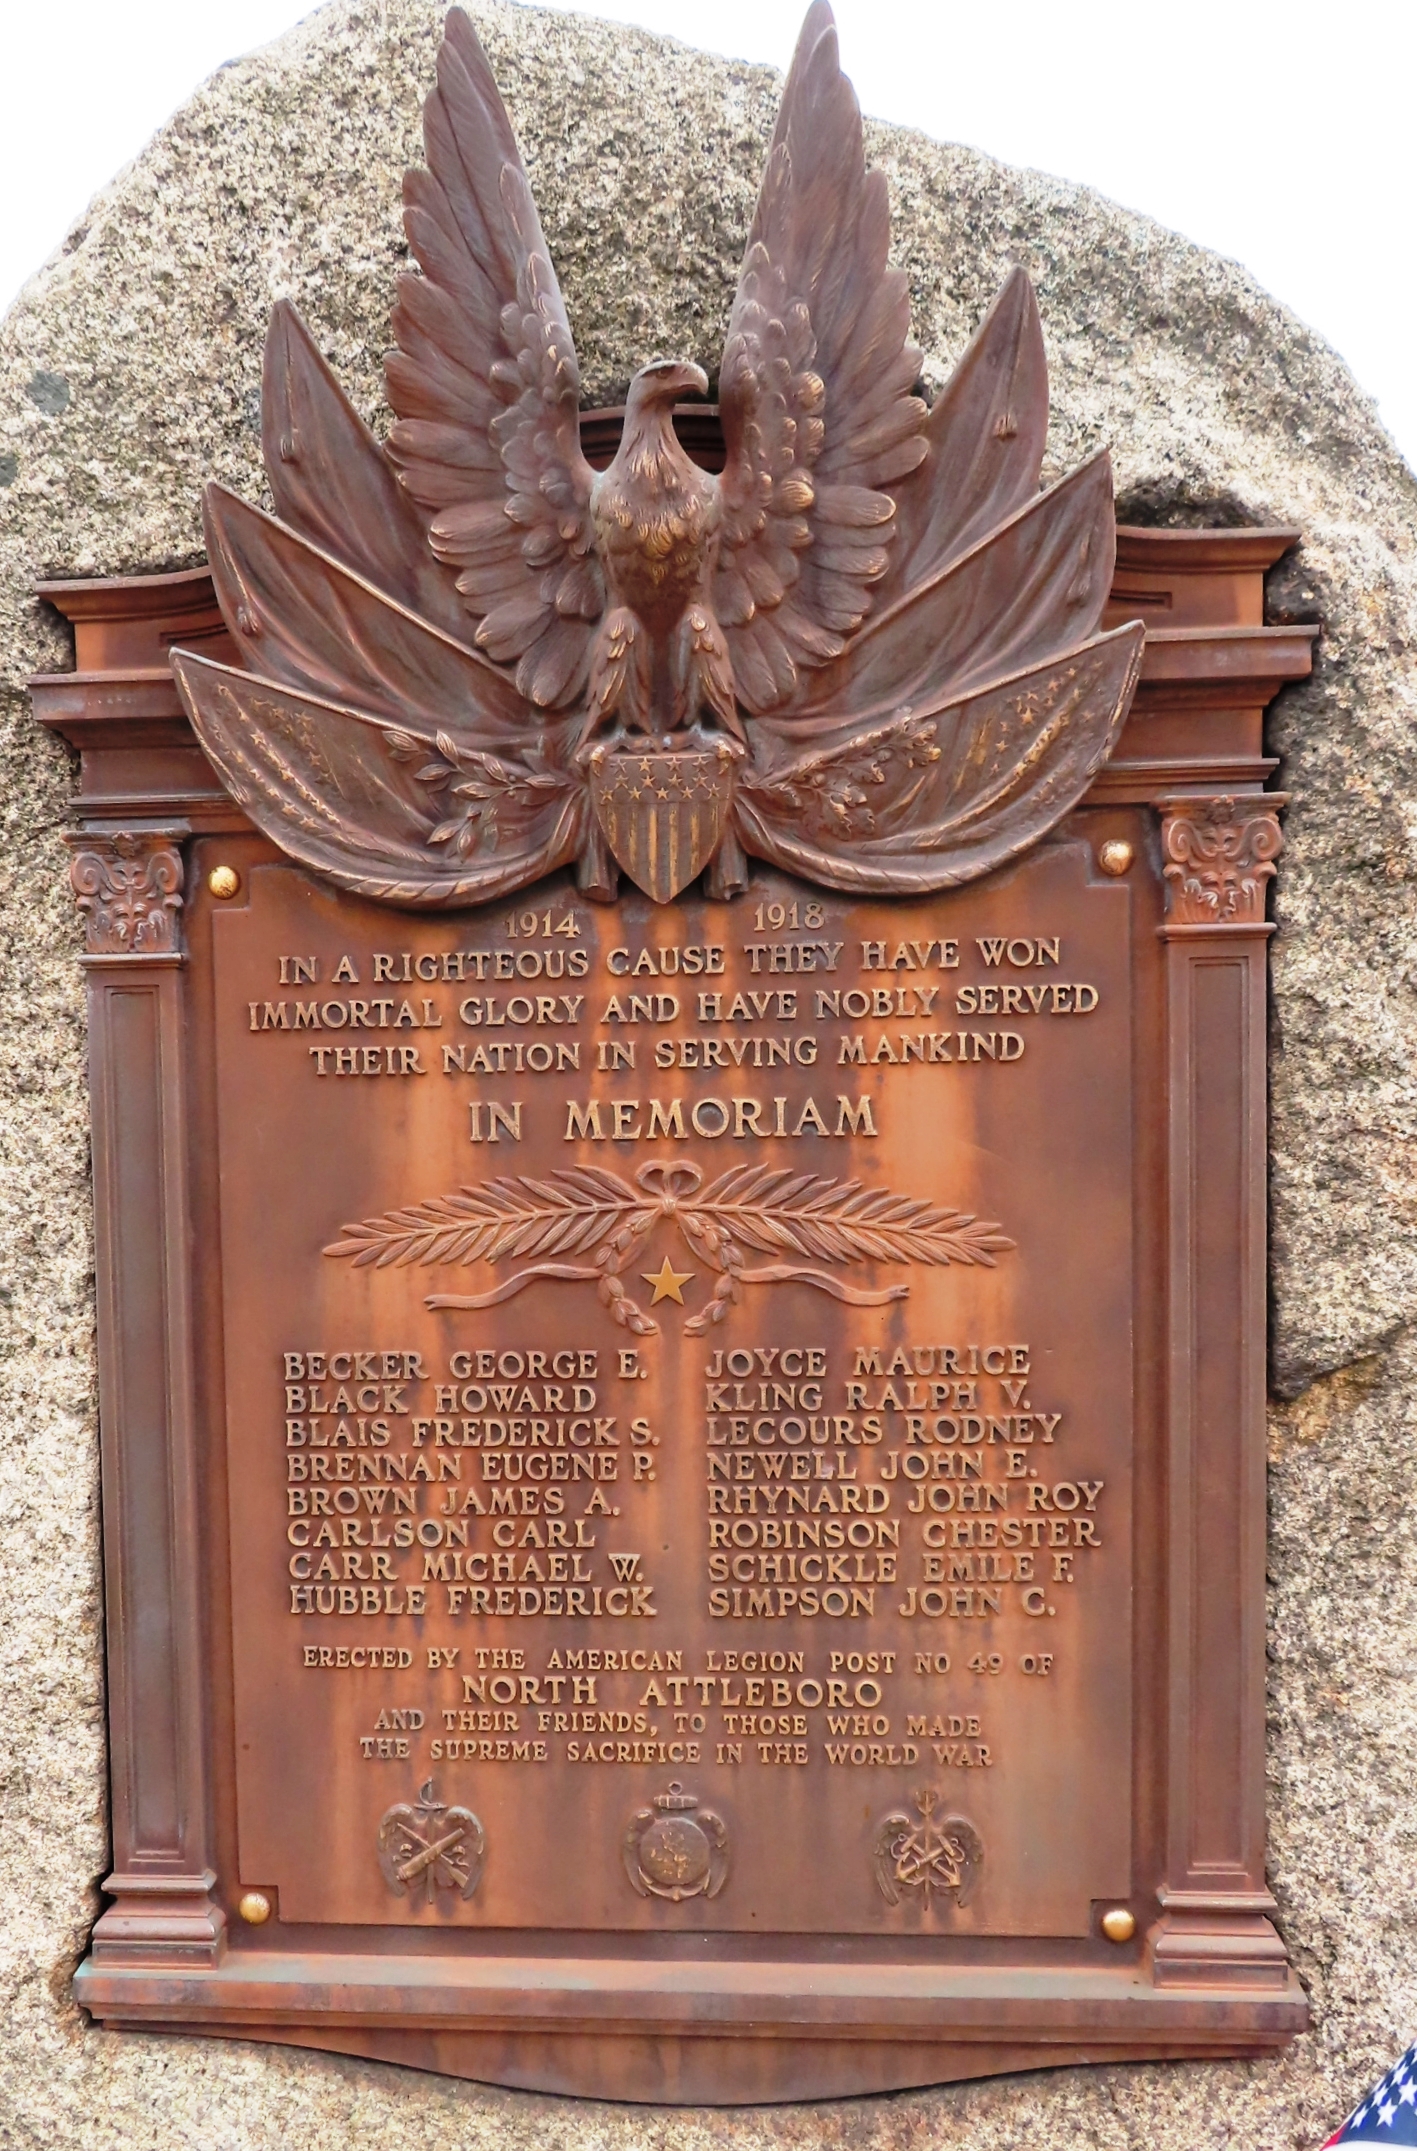 1914 1918
IN A RIGHTEOUS CAUSE THEY HAVE WON
IMMORTAL GLORY AND HAVE NOBLY SERVED
THEIR NATION IN SERVING MANKIND
IN MEMORIAM
BECKER GEORGE E.
BLACK HOWARD
BLAIS FREDERICK S.
BRENNAN EUGENE P.
BROWN JAMES A.
CARLSON CARL
CARR MICHAEL W.
HUBBLE FREDERICK
JOYCE MAURICE
KLING RALPH V.
LECOURS RODNEY
NEWELL JOHN E.
RHYNARD JOHN ROY
ROBINSON CHESTER
SCHICKLE EMILE F.
SIMPSON JOHN C.
ERECTED BY THE AMERICAN LEGION POST NO 49 OF
NORTH ATTLEBORO
AND THEIR FRIENDS, TO THOSE WHO MADE
THE SUPREME SACRIFICE IN THE WORLD WAR